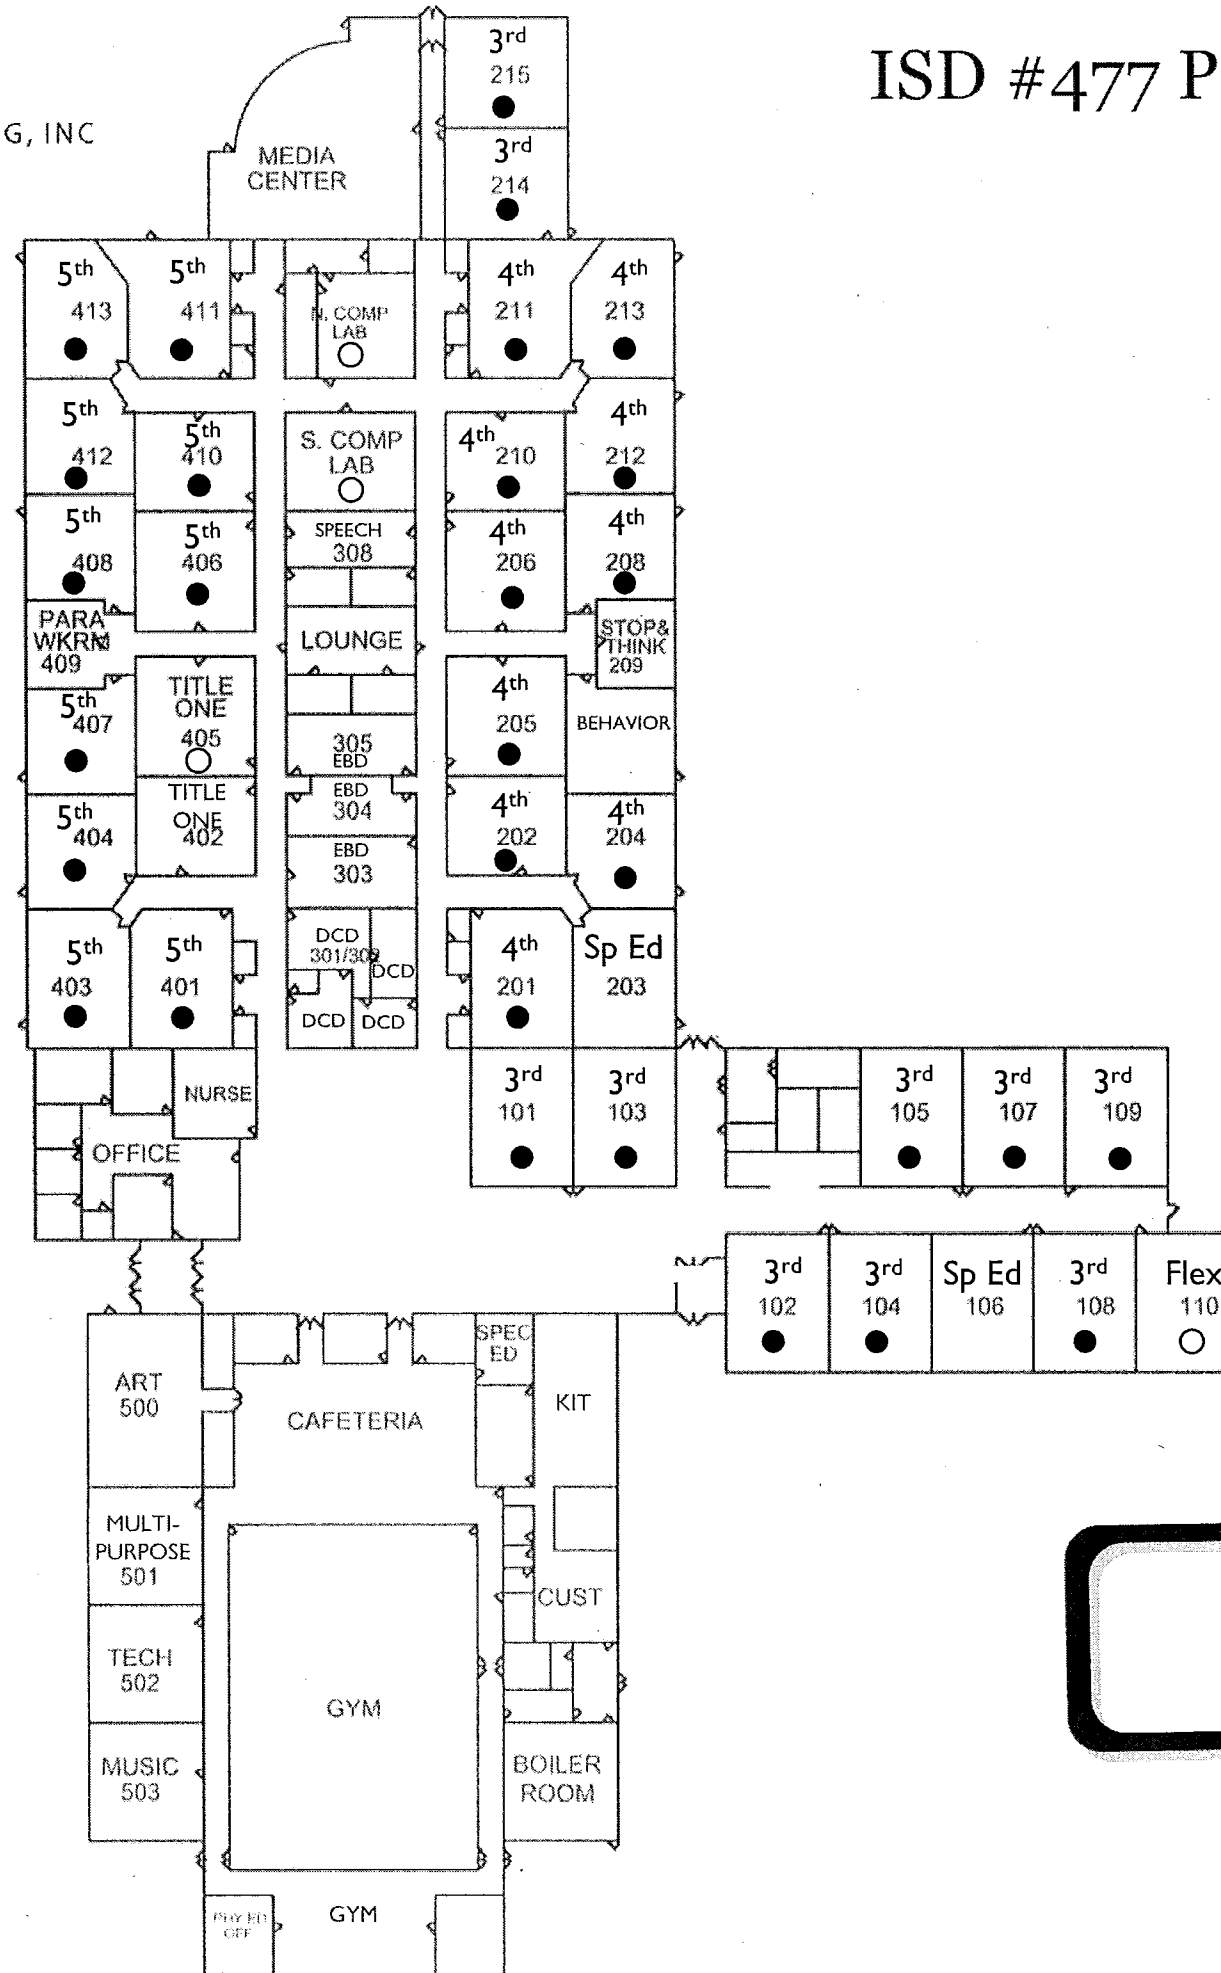 ISD #477 P
G, INC
3rd
215
MEDIA
CENTER
3rd
214
5th
413
5th
411
N. COMP
LAB
4th
211
4th
213
5th
412
5th
410
S. COMP
LAB
4th
210
4th
212
5th
408
5th
406
SPEECH
308
4th
206
4th
208
PARA
WKRM
409
LOUNGE
STOP&
THINK
209
5th
407
TITLE
ONE
405
305
EBD
4th
205
BEHAVIOR
5th
404
TITLE
ONE
402
EBD
304
4th
202
4th
204
EBD
303
5th
403
5th
401
DCD
301/302
DCD
DCD
DCD
4th
201
Sp Ed
203
NURSE
OFFICE
3rd
101
3rd
103
3rd
105
3rd
107
3rd
109
3rd
102
3rd
104
Sp Ed
106
3rd
108
Flex
110
ART
500
CAFETERIA
SPEC
ED
KIT
MULTI-
PURPOSE
501
CUST
TECH
502
GYM
MUSIC
503
BOILER
ROOM
PHY ED
OFF
GYM